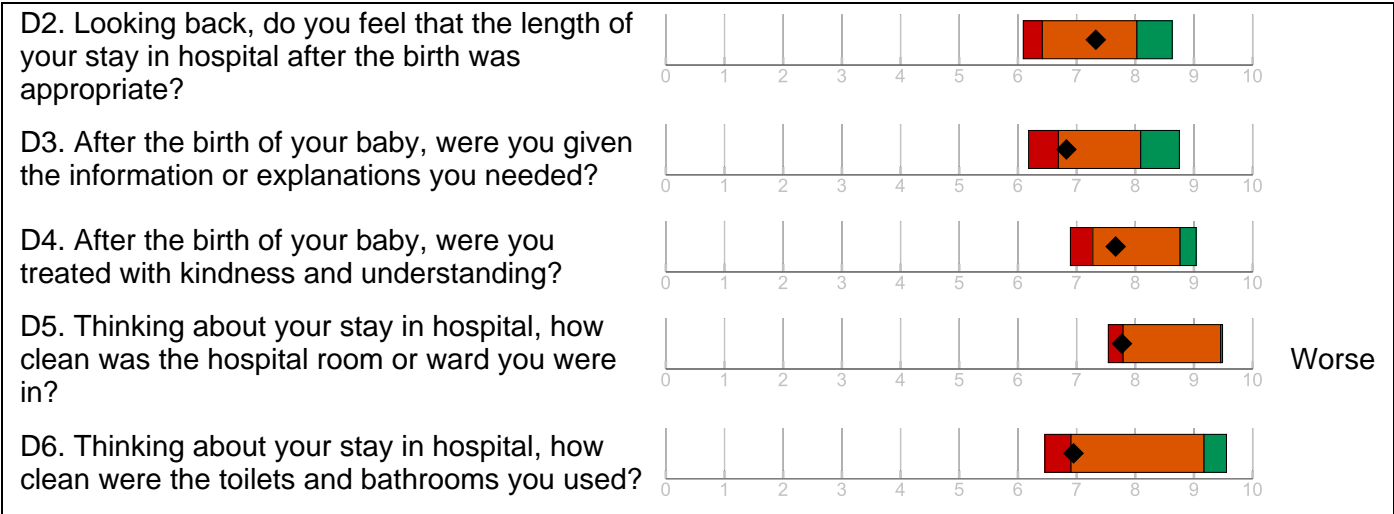 D2. Looking back, do you feel that the length of
your stay in hospital after the birth was
appropriate?
0 1 2 3 4 5 6 7 8 9 10
D3. After the birth of your baby, were you given
the information or explanations you needed?
0 1 2 3 4 5 6 7 8 9 10
D4. After the birth of your baby, were you
treated with kindness and understanding?
0 1 2 3 4 5 6 7 8 9 10
D5. Thinking about your stay in hospital, how
clean was the hospital room or ward you were
in?
0 1 2 3 4 5 6 7 8 9 10
Worse
D6. Thinking about your stay in hospital, how
clean were the toilets and bathrooms you used?
0 1 2 3 4 5 6 7 8 9 10